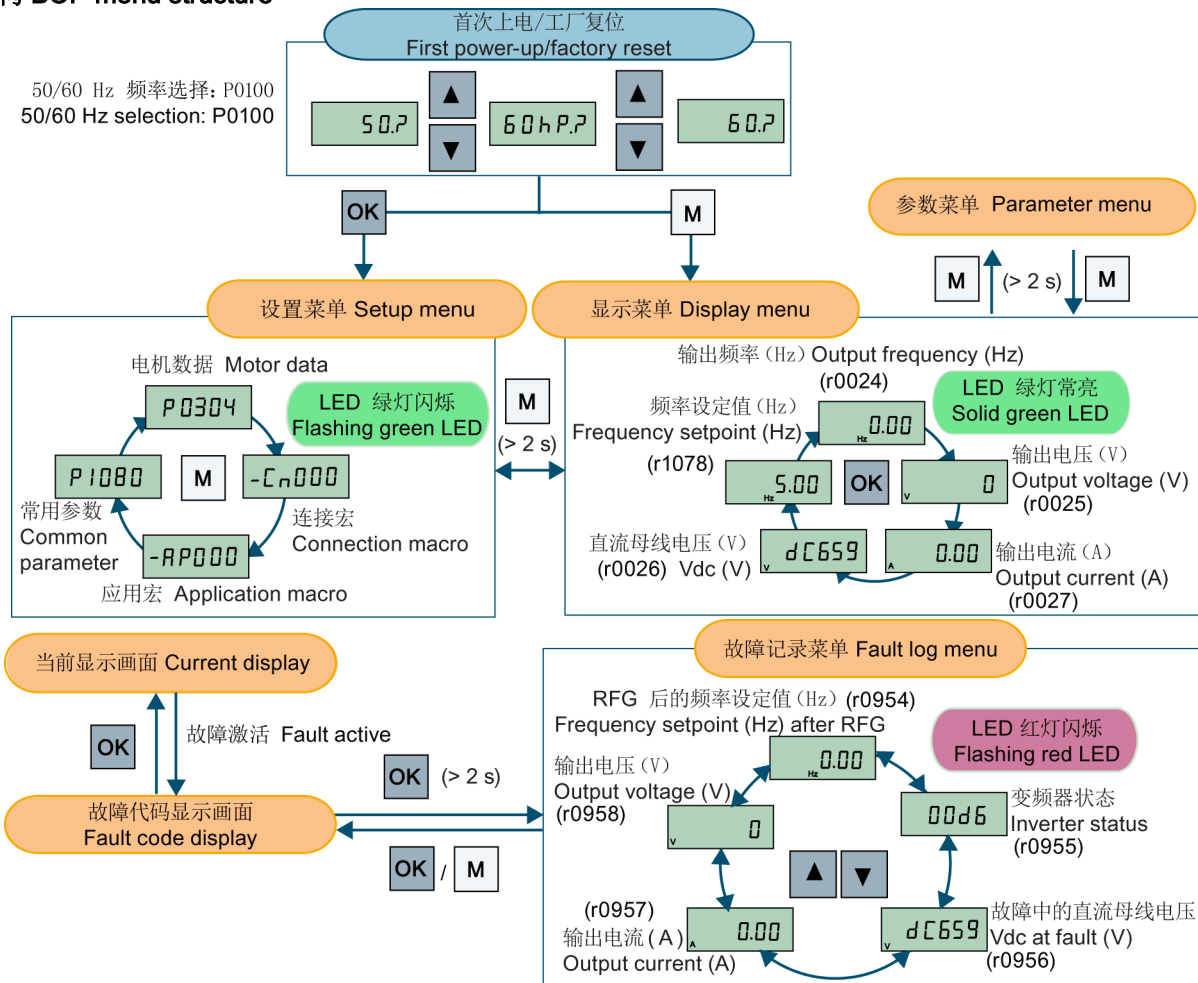 BOP menu structure
首次上电/工厂复位
First power-up/factory reset
50/60 Hz 频率选择: P0100
50/60 Hz selection: P0100
50.?
60hP.?
60.?
OK
M
参数菜单 Parameter menu
M
(> 2 s)
M
设置菜单 Setup menu
显示菜单 Display menu
电机数据 Motor data
P0304
LED 绿灯闪烁
Flashing green LED
P1080
M
-Cn000
常用参数
Common
parameter
连接宏
Connection macro
-AP000
应用宏 Application macro
M
(> 2 s)
输出频率(Hz) Output frequency (Hz)
(r0024)
LED 绿灯常亮
Solid green LED
频率设定值(Hz)
Frequency setpoint (Hz)
(r1078)
Hz 0.00
Hz 5.00
OK
V 0
输出电压(V)
Output voltage (V)
(r0025)
直流母线电压(V)
(r0026) Vdc (V)
V dC659
A 0.00
输出电流(A)
Output current (A)
(r0027)
当前显示画面 Current display
OK
故障激活 Fault active
故障代码显示画面
Fault code display
OK (> 2 s)
OK / M
故障记录菜单 Fault log menu
RFG 后的频率设定值(Hz) (r0954)
Frequency setpoint (Hz) after RFG
LED 红灯闪烁
Flashing red LED
Hz 0.00
输出电压(V)
Output voltage (V)
(r0958)
V 0
00d6
变频器状态
Inverter status
(r0955)
(r0957)
输出电流(A)
Output current (A)
A 0.00
V dC659
故障中的直流母线电压
Vdc at fault (V)
(r0956)